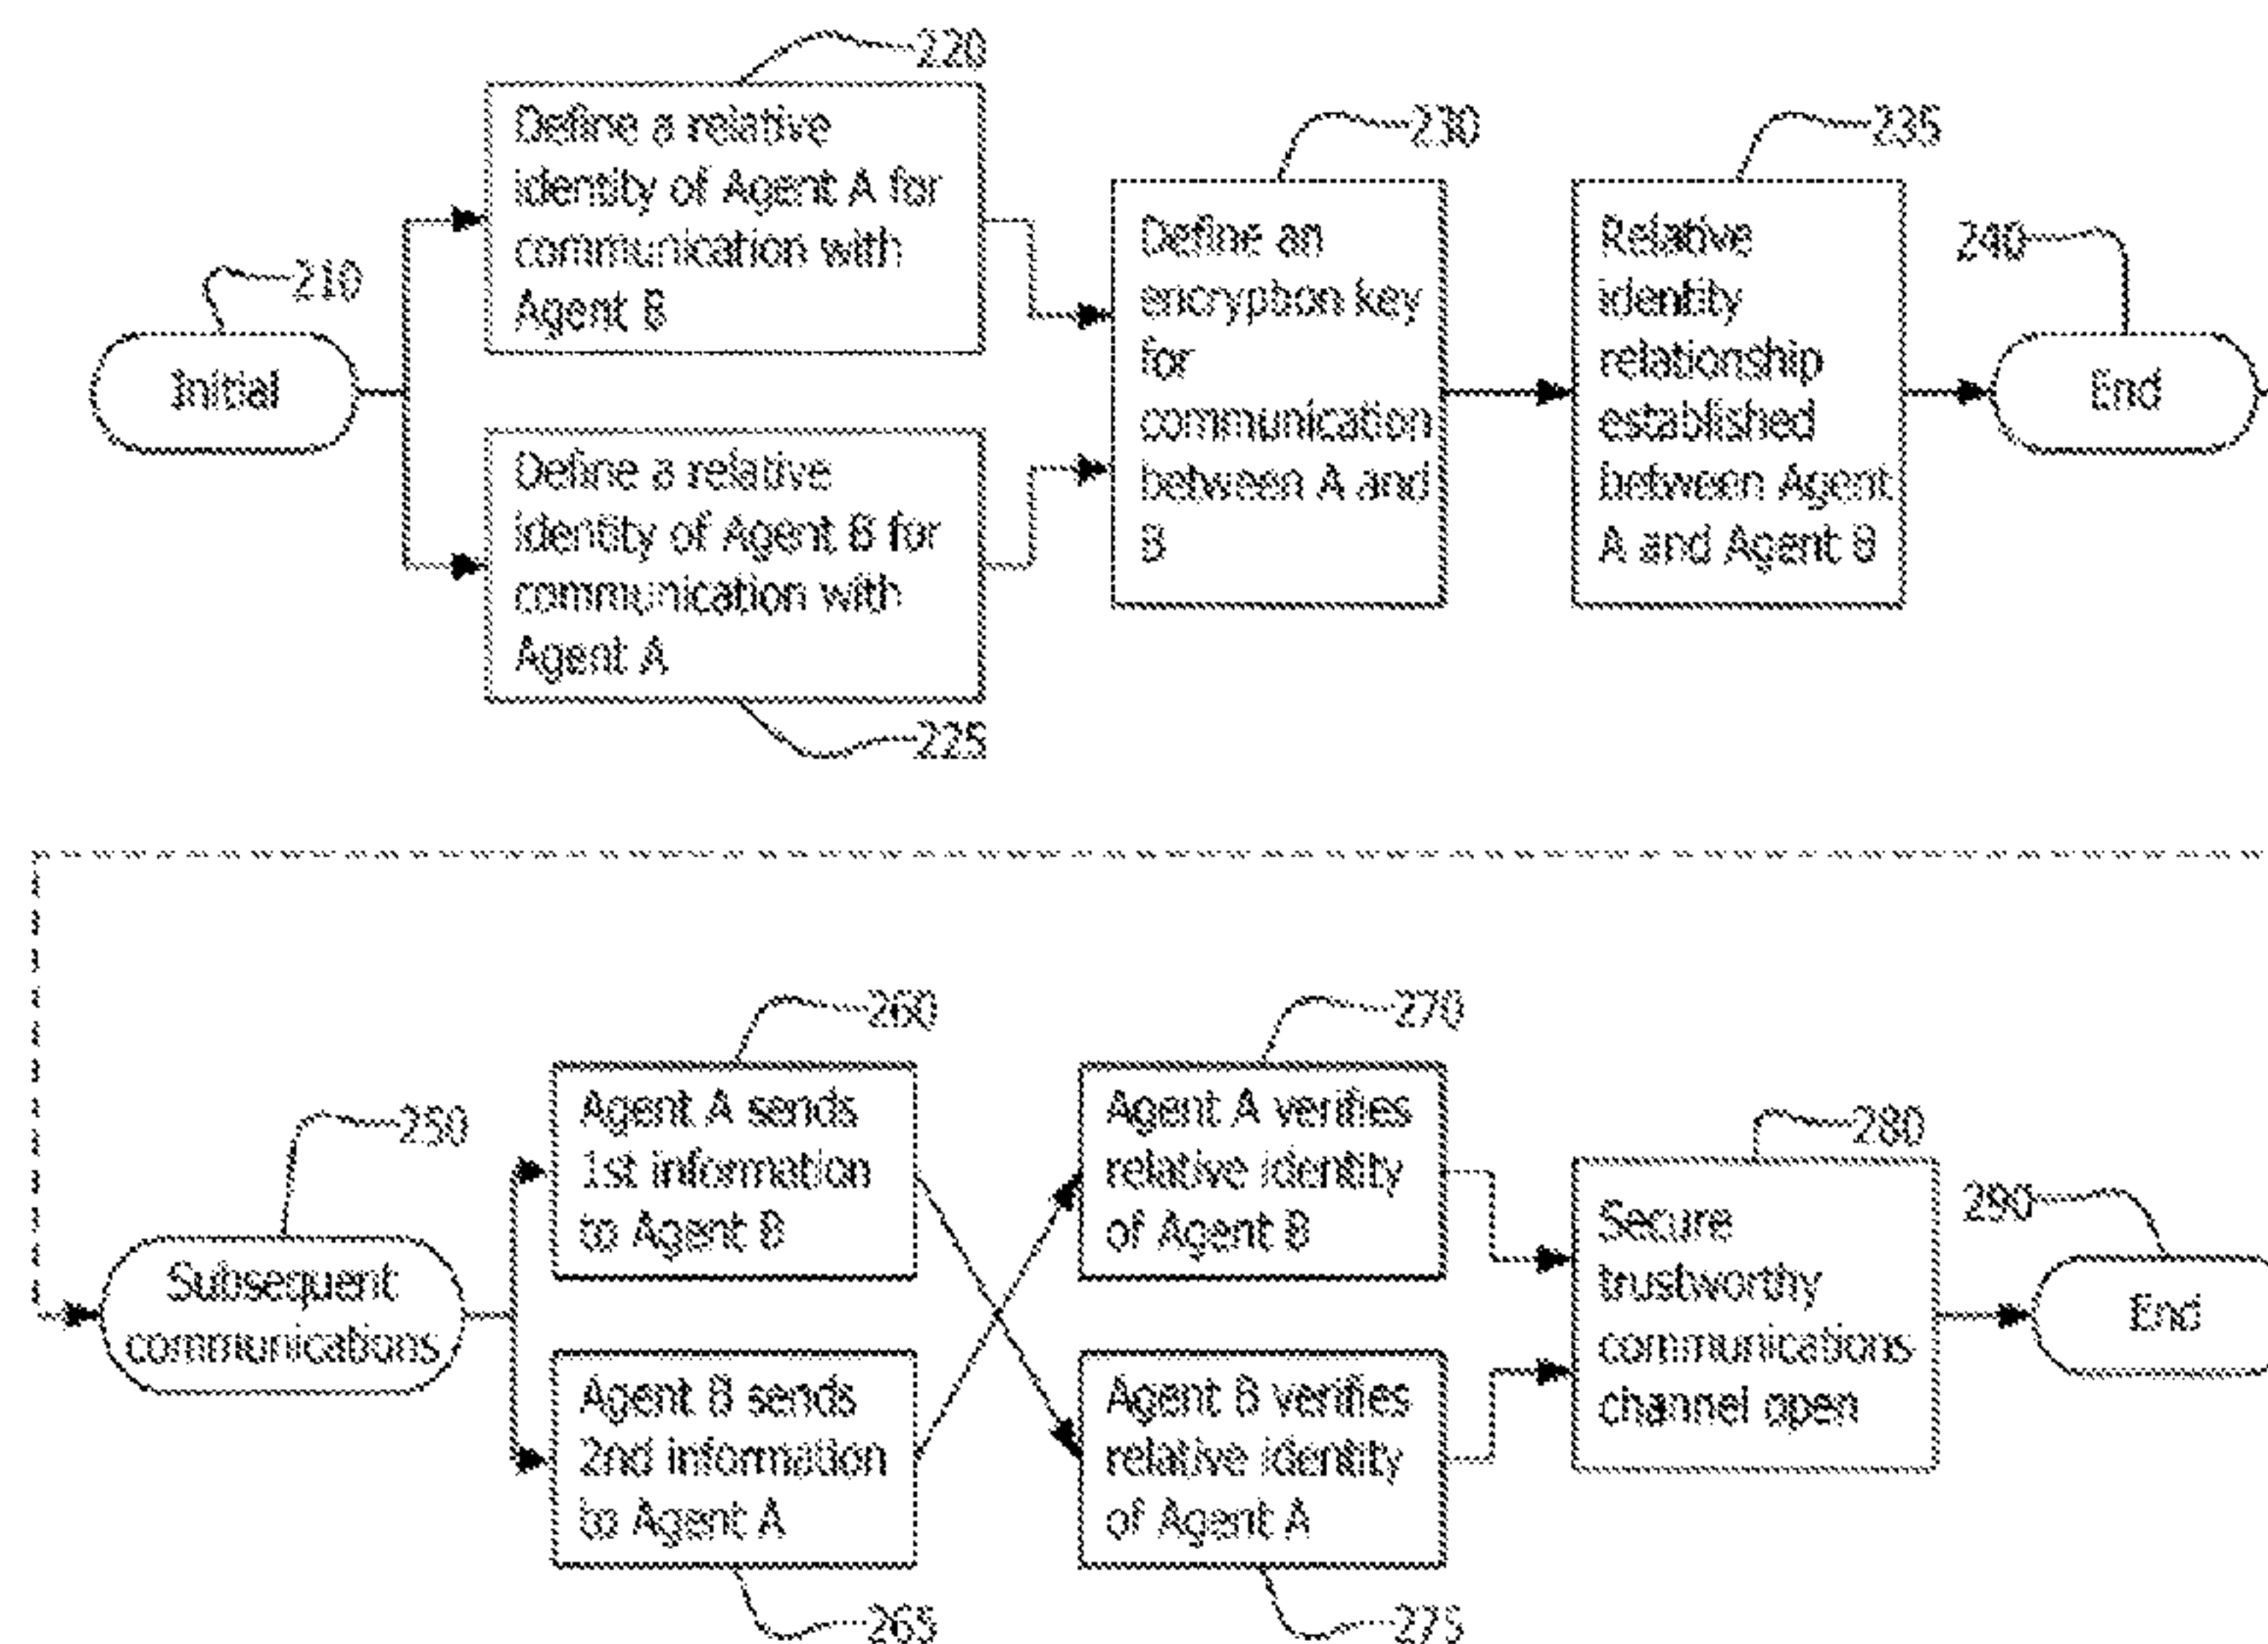 220
Define a relative
identity of Agent A for
communication with
Agent B
230
Define an
encryption key
for
communication
between A and
B
235
Relative
identity
relationship
established
between Agent
A and Agent B
240
End
210
Initial
Define a relative
identity of Agent B for
communication with
Agent A
225
250
Subsequent
communications
260
Agent A sends
1st information
to Agent B
270
Agent A verifies
relative identity
of Agent B
Agent B sends
2nd information
to Agent A
265
Agent B verifies
relative identity
of Agent A
275
280
Secure
trustworthy
communications
channel open
290
End